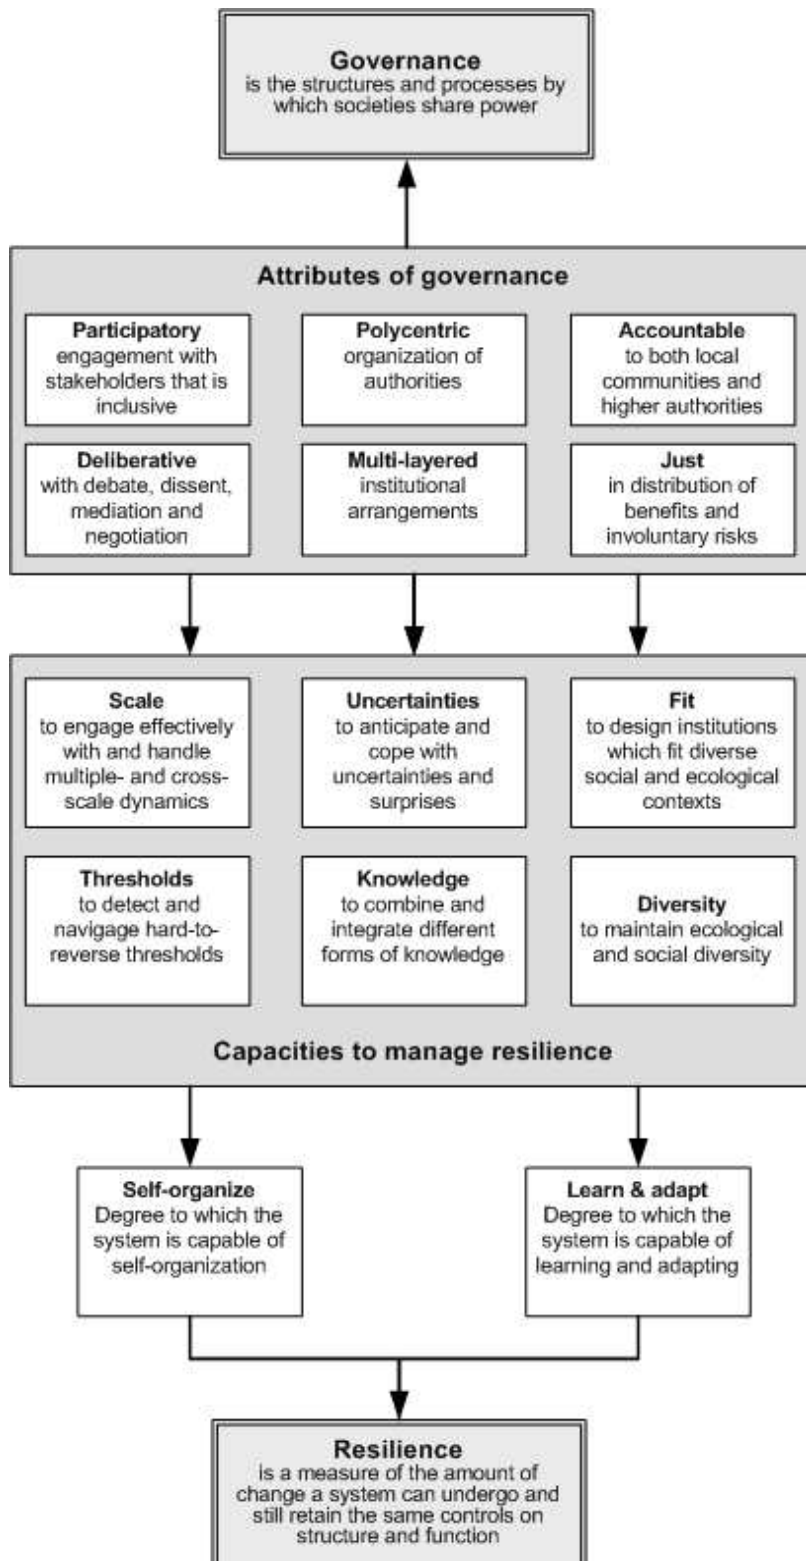 Governance
is the structures and processes by
which societies share power
Attributes of governance
Participatory
engagement with
stakeholders that is
inclusive
Polycentric
organization of
authorities
Accountable
to both local
communities and
higher authorities
Deliberative
with debate, dissent,
mediation and
negotiation
Multi-layered
institutional
arrangements
Just
in distribution of
benefits and
involuntary risks
Scale
to engage effectively
with and handle
multiple- and cross-
scale dynamics
Uncertainties
to anticipate and
cope with
uncertainties and
surprises
Fit
to design institutions
which fit diverse
social and ecological
contexts
Thresholds
to detect and
navigage hard-to-
reverse thresholds
Knowledge
to combine and
integrate different
forms of knowledge
Diversity
to maintain ecological
and social diversity
Capacities to manage resilience
Self-organize
Degree to which the
system is capable of
self-organization
Learn & adapt
Degree to which the
system is capable of
learning and adapting
Resilience
is a measure of the amount of
change a system can undergo and
still retain the same controls on
structure and function